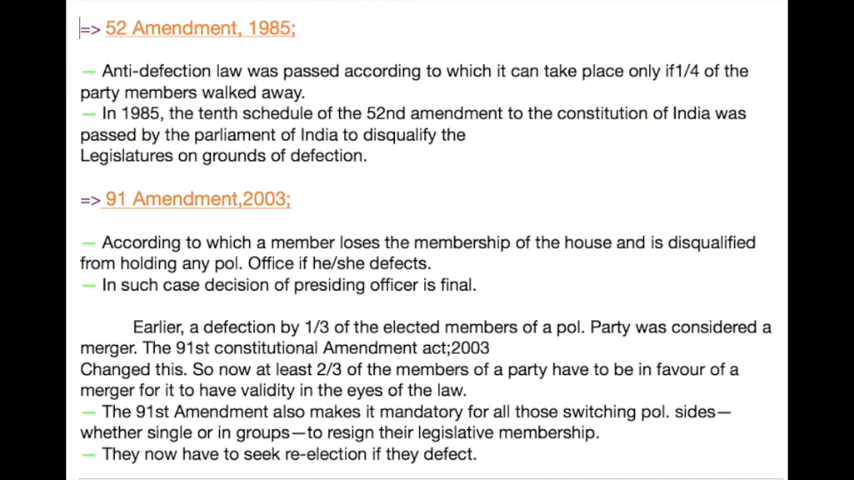 => 52 Amendment, 1985;
— Anti-defection law was passed according to which it can take place only if1/4 of the
party members walked away.
— In 1985, the tenth schedule of the 52nd amendment to the constitution of India was
passed by the parliament of India to disqualify the
Legislatures on grounds of defection.
=> 91 Amendment,2003;
— According to which a member loses the membership of the house and is disqualified
from holding any pol. Office if he/she defects.
— In such case decision of presiding officer is final.
Earlier, a defection by 1/3 of the elected members of a pol. Party was considered a
merger. The 91st constitutional Amendment act;2003
Changed this. So now at least 2/3 of the members of a party have to be in favour of a
merger for it to have validity in the eyes of the law.
— The 91st Amendment also makes it mandatory for all those switching pol. sides—
whether single or in groups—to resign their legislative membership.
— They now have to seek re-election if they defect.